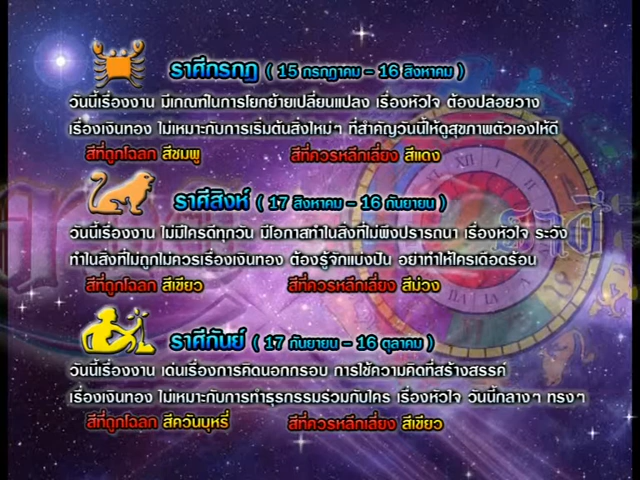 ราศีกรกฎ ( 15 กรกฎาคม - 16 สิงหาคม )
วันนี้เรื่องงาน มีเกณฑ์ในการโยกย้ายเปลี่ยนแปลง เรื่องหัวใจ ต้องปล่อยวาง
เรื่องเงินทอง ไม่เหมาะกับการเริ่มต้นสิ่งใหม่ๆ ที่สำคัญวันนี้ให้ดูสุขภาพตัวเองให้ดี
สีที่ถูกโฉลก สีชมพู สีที่ควรหลีกเลี่ยง สีแดง
ราศีสิงห์ ( 17 สิงหาคม - 16 กันยายน )
วันนี้เรื่องงาน ไม่มีใครดีทุกวัน มีโอกาสทำในสิ่งที่ไม่พึงปรารถนา เรื่องหัวใจ ระวัง
ทำในสิ่งที่ไม่ถูกไม่ควรเรื่องเงินทอง ต้องรู้จักแบ่งปัน อย่าทำให้ใครเดือดร้อน
สีที่ถูกโฉลก สีเขียว สีที่ควรหลีกเลี่ยง สีม่วง
ราศีกันย์ ( 17 กันยายน - 16 ตุลาคม )
วันนี้เรื่องงาน เด่นเรื่องการคิดนอกกรอบ การใช้ความคิดที่สร้างสรรค์
เรื่องเงินทอง ไม่เหมาะกับการทำธุรกรรมร่วมกับใคร เรื่องหัวใจ วันนี้กลางๆ ทรงๆ
สีที่ถูกโฉลก สีควันบุหรี่ สีที่ควรหลีกเลี่ยง สีเขียว